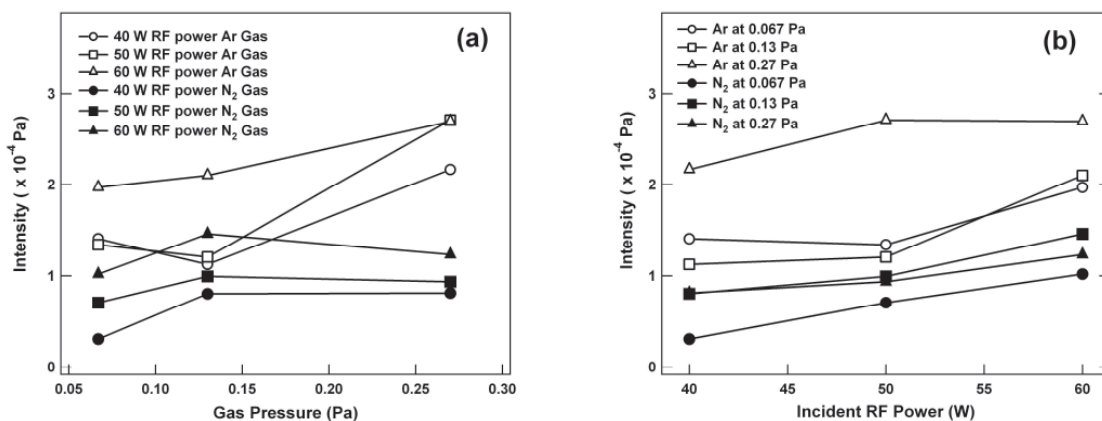 (a)
40 W RF power Ar Gas
50 W RF power Ar Gas
60 W RF power Ar Gas
40 W RF power N₂ Gas
50 W RF power N₂ Gas
60 W RF power N₂ Gas
3
2
1
0
Intensity ( x 10⁻⁴ Pa)
0.05 0.10 0.15 0.20 0.25 0.30
Gas Pressure (Pa)
(b)
Ar at 0.067 Pa
Ar at 0.13 Pa
Ar at 0.27 Pa
N₂ at 0.067 Pa
N₂ at 0.13 Pa
N₂ at 0.27 Pa
3
2
1
0
Intensity ( x 10⁻⁴ Pa)
40 45 50 55 60
Incident RF Power (W)